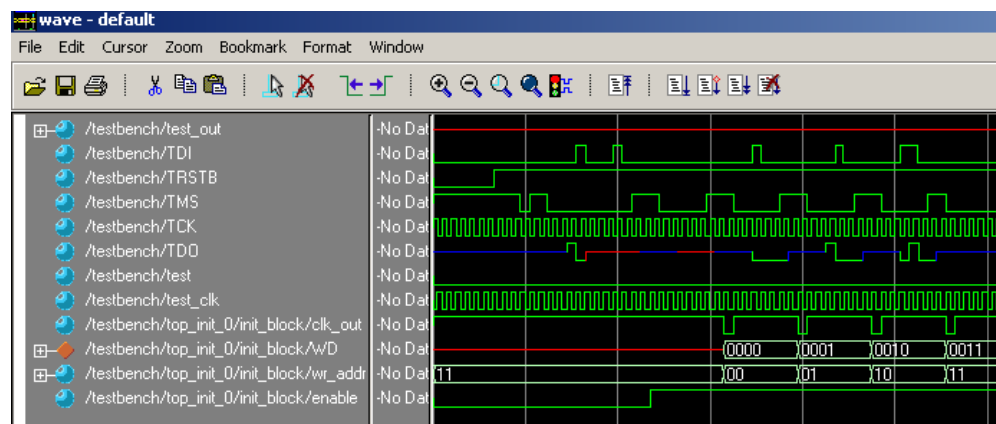 wave - default
File Edit Cursor Zoom Bookmark Format Window
/testbench/test_out -No Dat
/testbench/TDI -No Dat
/testbench/TRSTB -No Dat
/testbench/TMS -No Dat
/testbench/TCK -No Dat
/testbench/TDO -No Dat
/testbench/test -No Dat
/testbench/test_clk -No Dat
/testbench/top_init_0/init_block/clk_out -No Dat
/testbench/top_init_0/init_block/WD -No Dat 0000 0001 0010 0011
/testbench/top_init_0/init_block/wr_addr -No Dat 11 00 01 10 11
/testbench/top_init_0/init_block/enable -No Dat